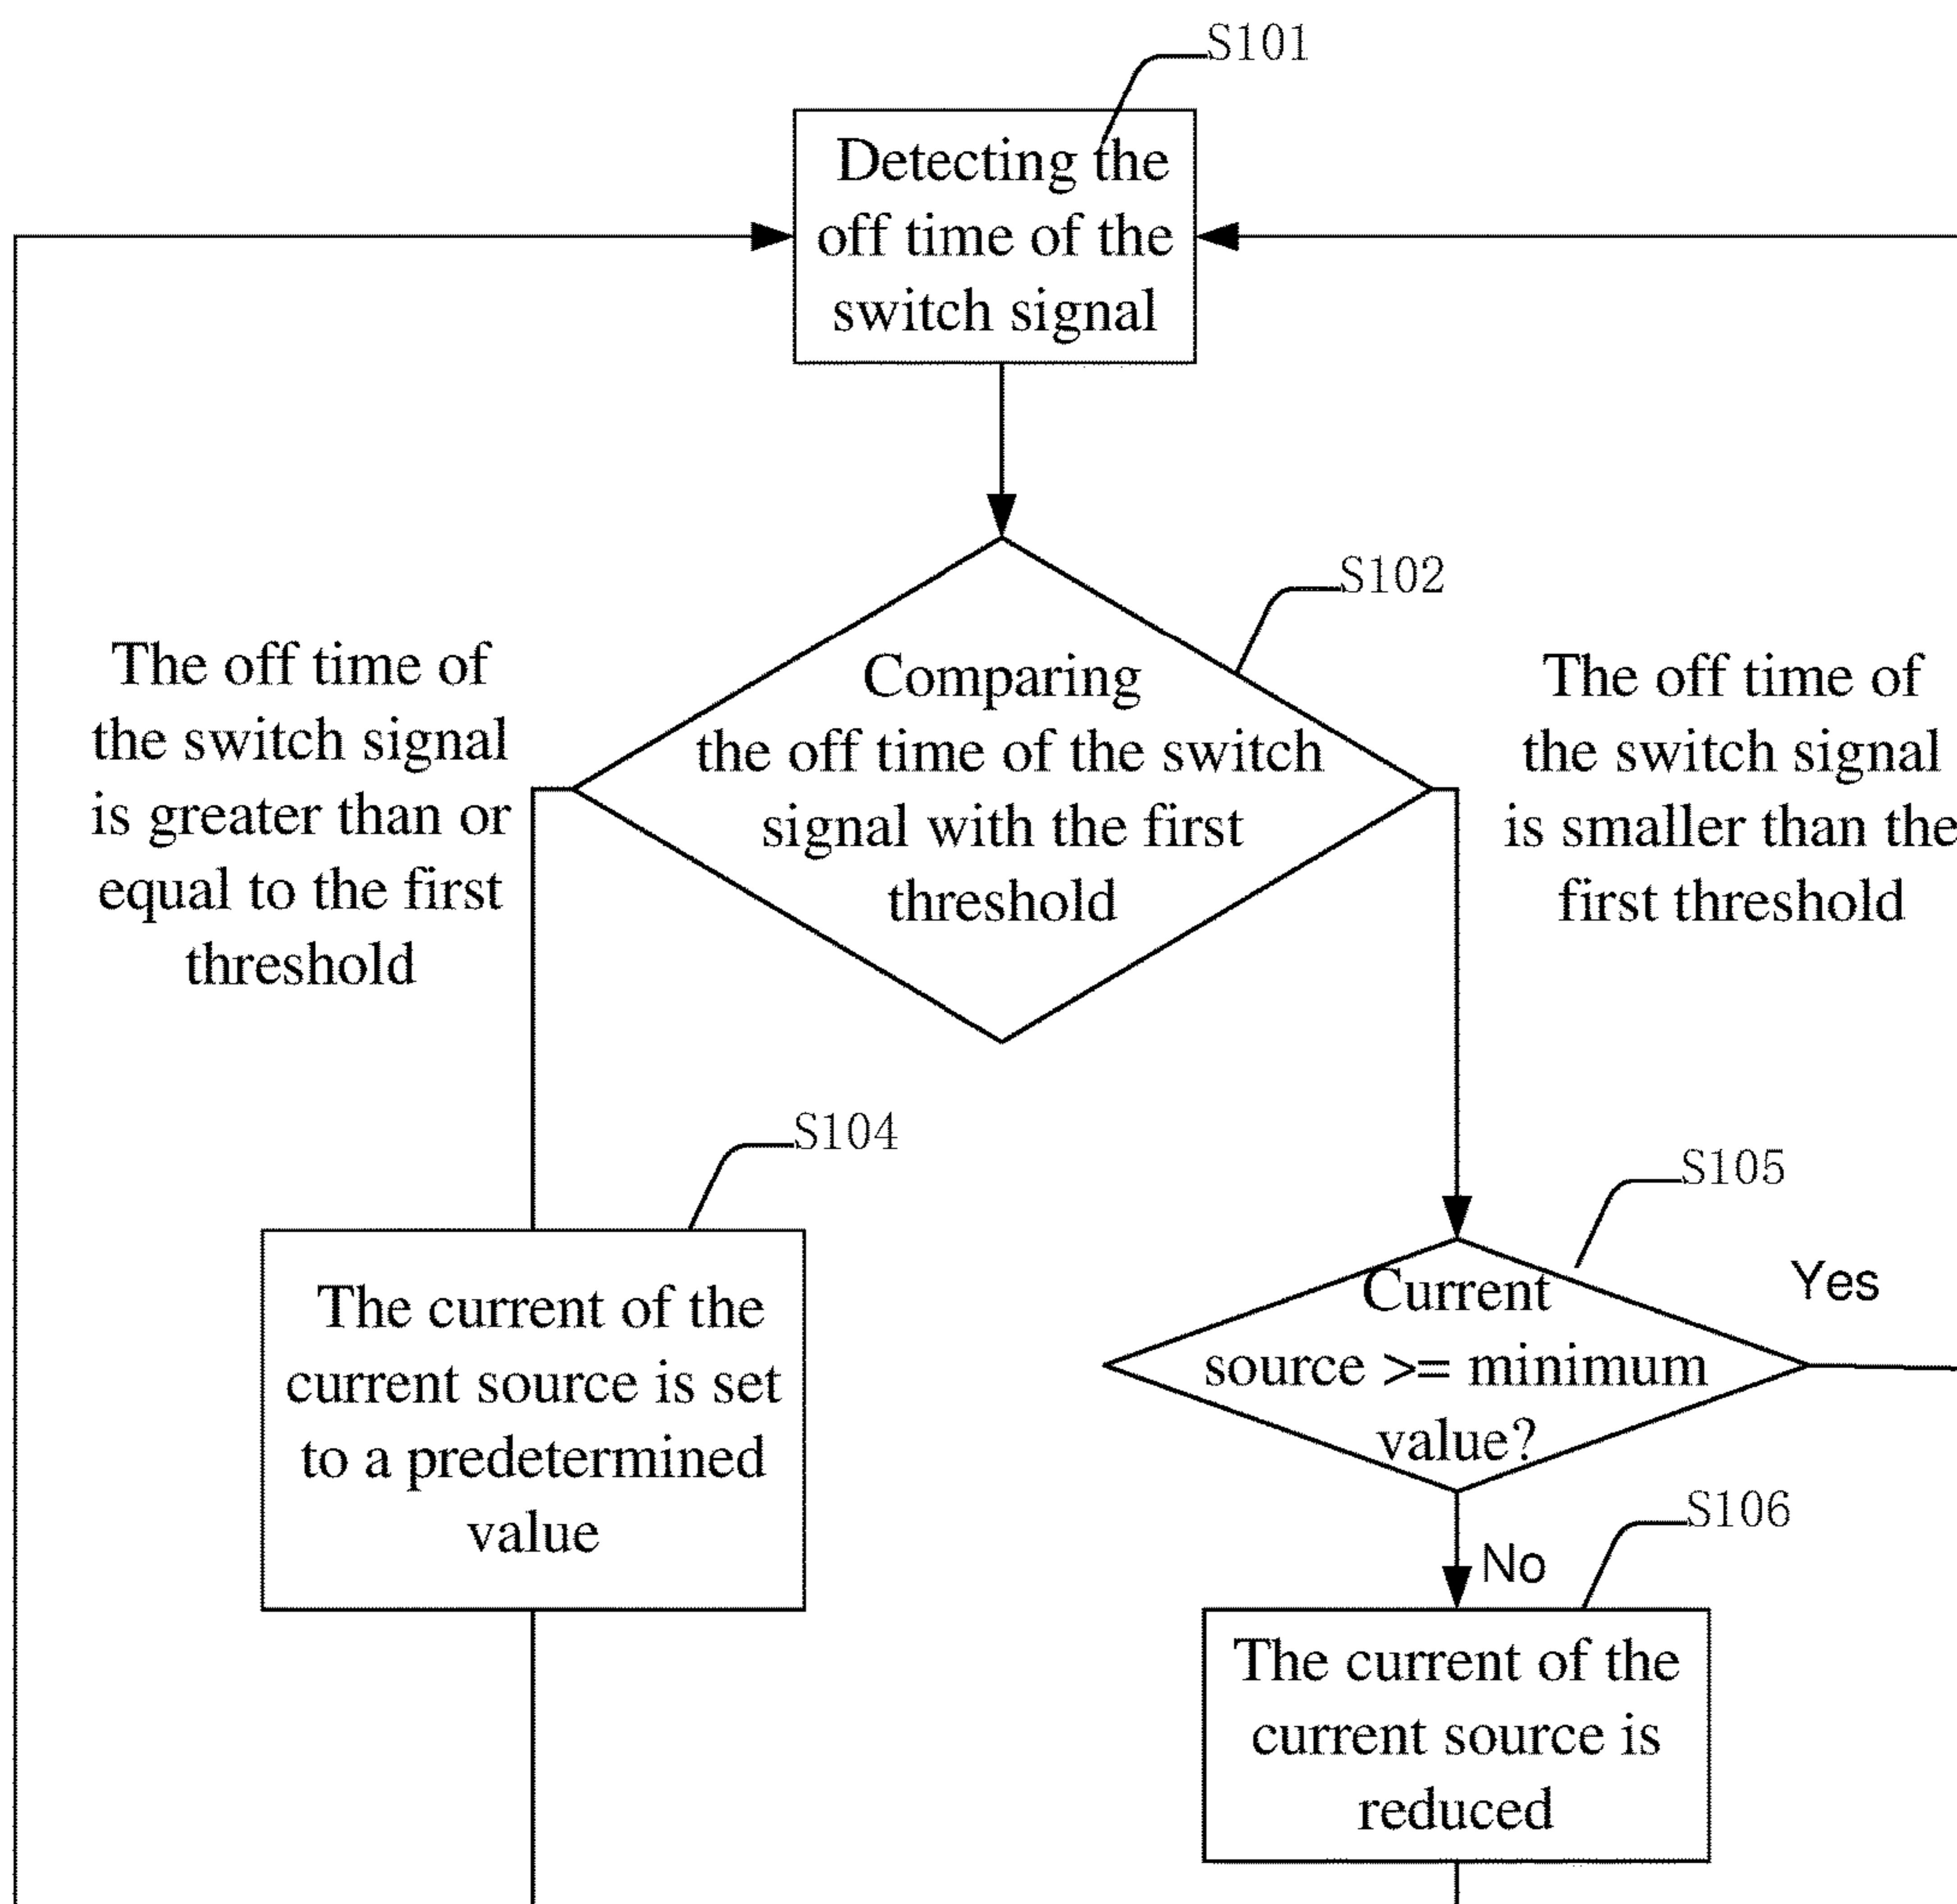 S101
Detecting the
off time of the
switch signal
S102
The off time of
the switch signal
is greater than or
equal to the first
threshold
Comparing
the off time of the switch
signal with the first
threshold
The off time of
the switch signal
is smaller than the
first threshold
S104
The current of the
current source is set
to a predetermined
value
S105
Current
source >= minimum
value?
Yes
No
S106
The current of the
current source is
reduced